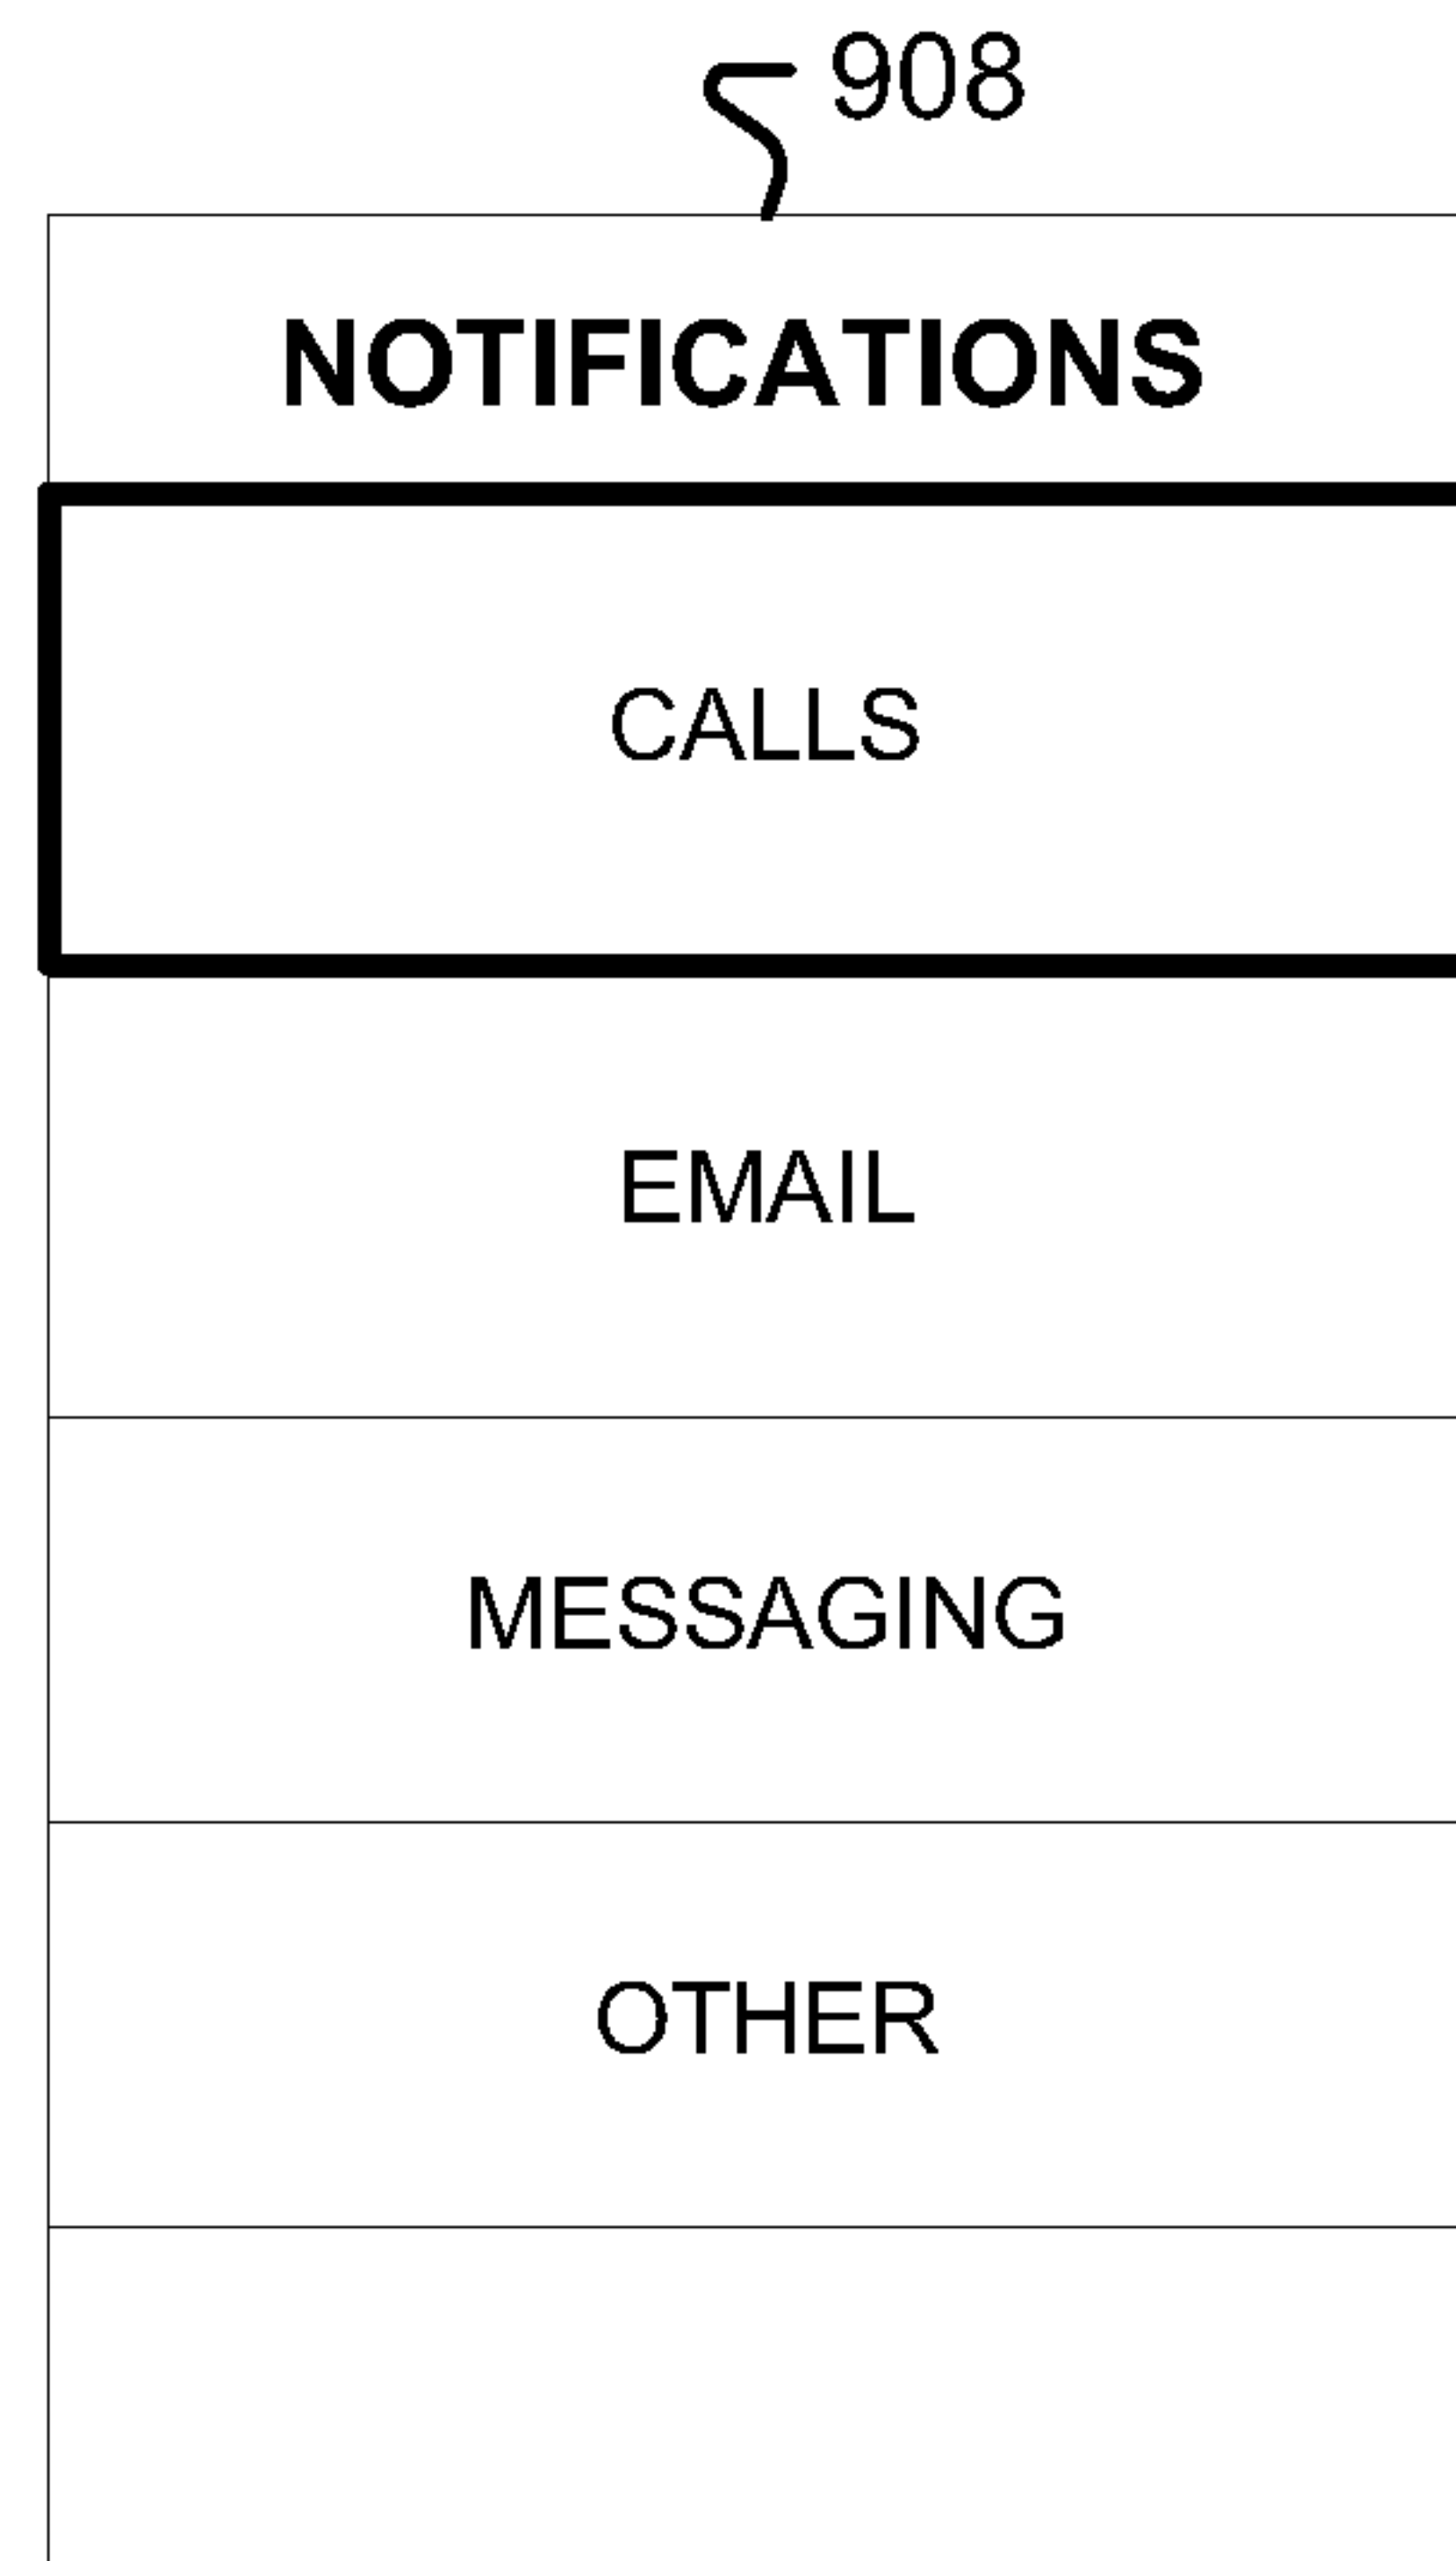 908
NOTIFICATIONS
CALLS
EMAIL
MESSAGING
OTHER